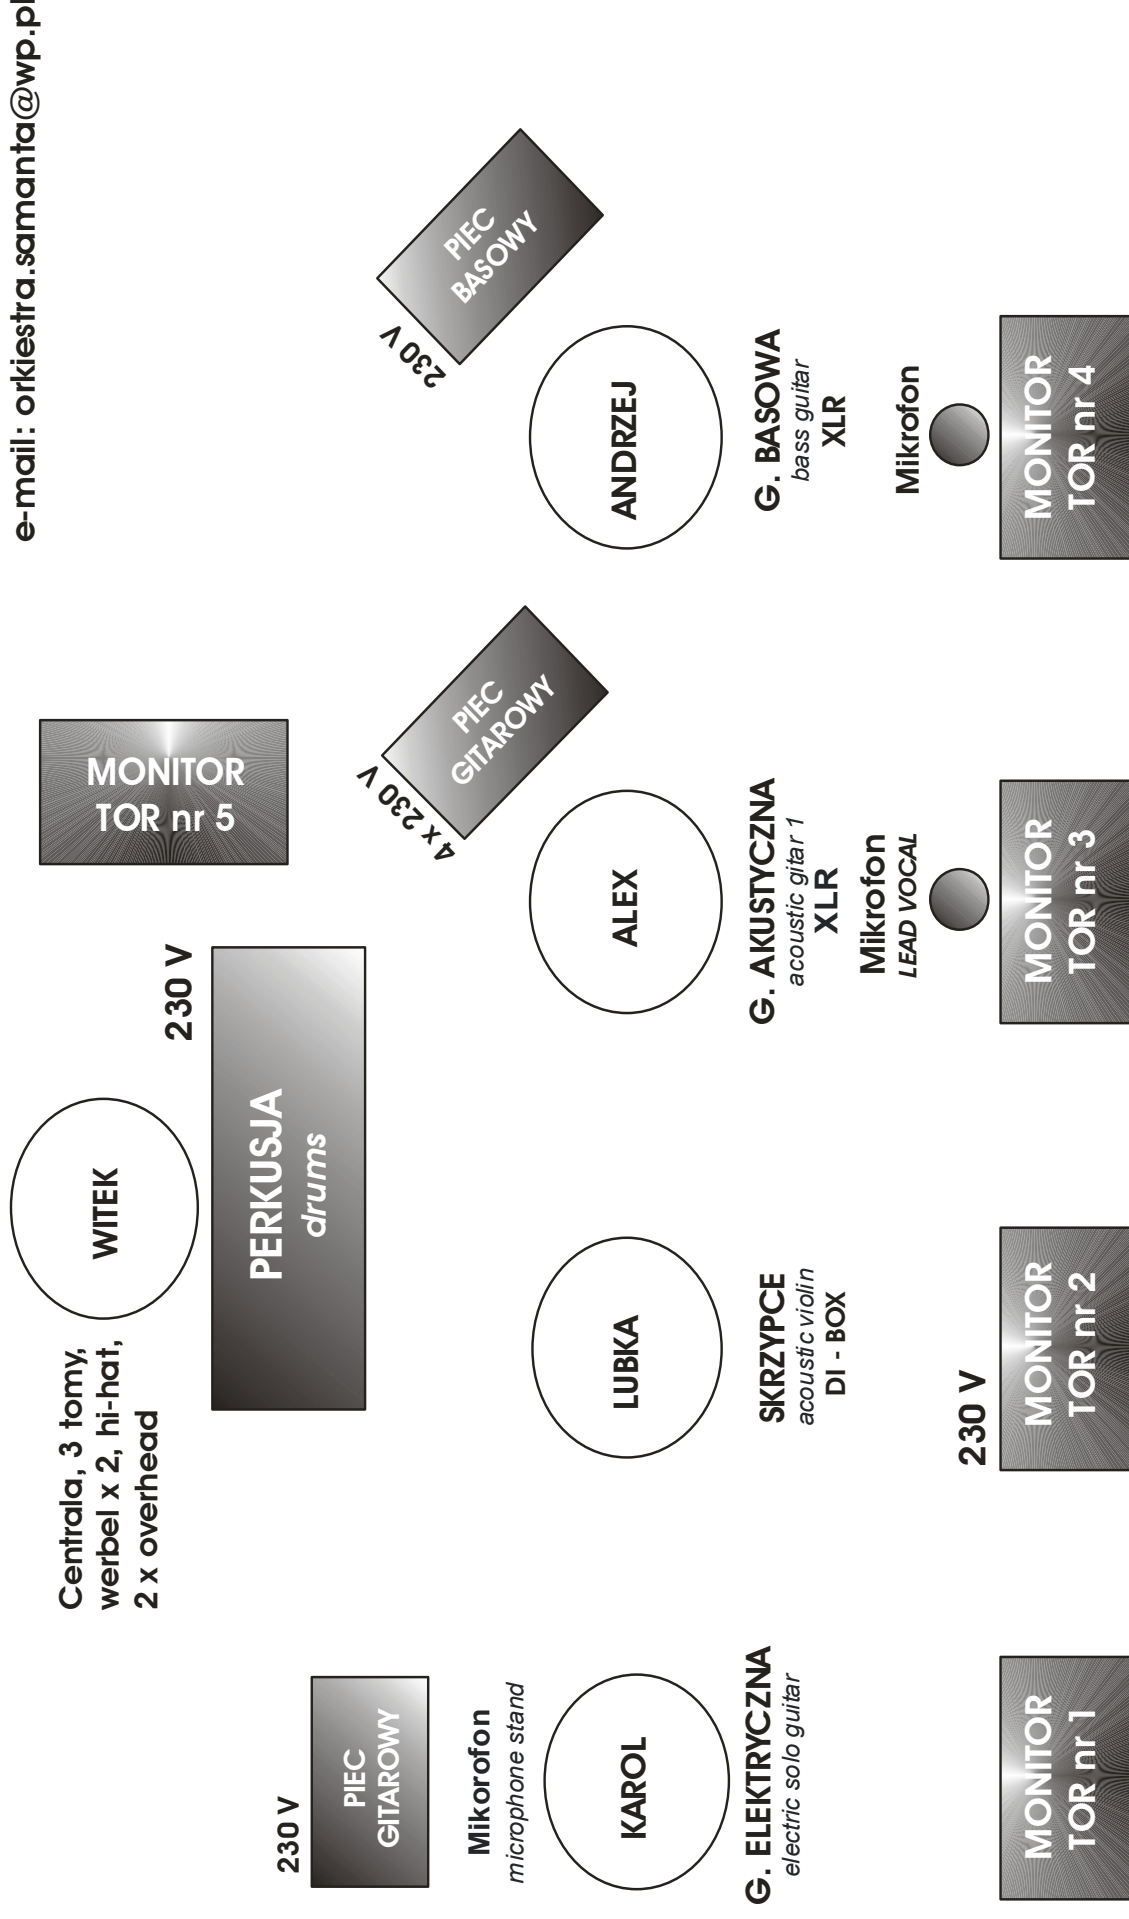 e-mail: orkiestra.samanta@wp.pl
WITEK
Centrala, 3 tomy,
werbel x 2, hi-hat,
2 x overhead
230 V
PERKUSJA
drums
MONITOR
TOR nr 5
230 V
PIEC
GITAROWY
Mikorofon
microphone stand
KAROL
G. ELEKTRYCZNA
electric solo guitar
MONITOR
TOR nr 1
LUBKA
SKRZYPCE
acoustic violin
DI - BOX
230 V
MONITOR
TOR nr 2
4 x 230 V
PIEC
GITAROWY
ALEX
G. AKUSTYCZNA
acoustic gitar 1
XLR
Mikrofon
LEAD VOCAL
MONITOR
TOR nr 3
230 V
PIEC
BASOWY
ANDRZEJ
G. BASOWA
bass guitar
XLR
Mikrofon
MONITOR
TOR nr 4